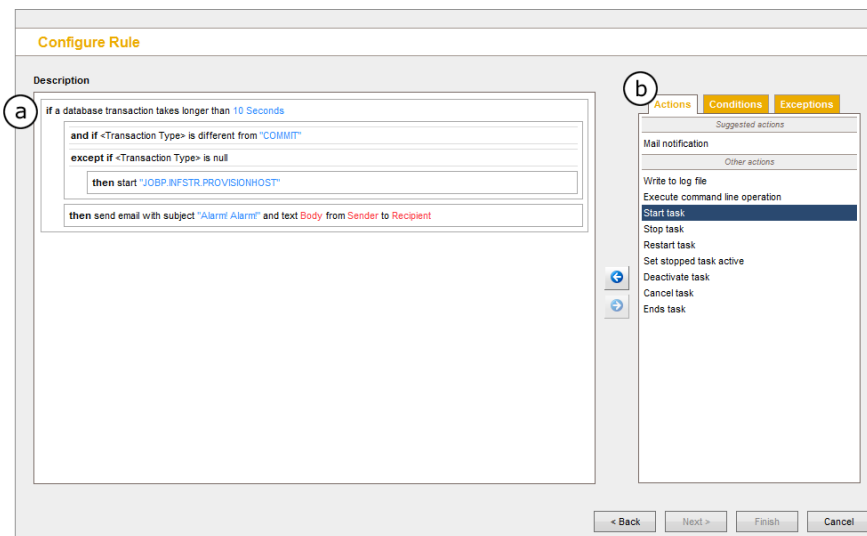 Configure Rule
Description
a
b
if a database transaction takes longer than 10 Seconds
and if <Transaction Type> is different from "COMMIT"
except if <Transaction Type> is null
then start "JOBP.INFSTR.PROVISIONHOST"
then send email with subject "Alarm! Alarm!" and text Body from Sender to Recipient
Actions Conditions Exceptions
Suggested actions
Mail notification
Other actions
Write to log file
Execute command line operation
Start task
Stop task
Restart task
Set stopped task active
Deactivate task
Cancel task
Ends task
< Back Next > Finish Cancel